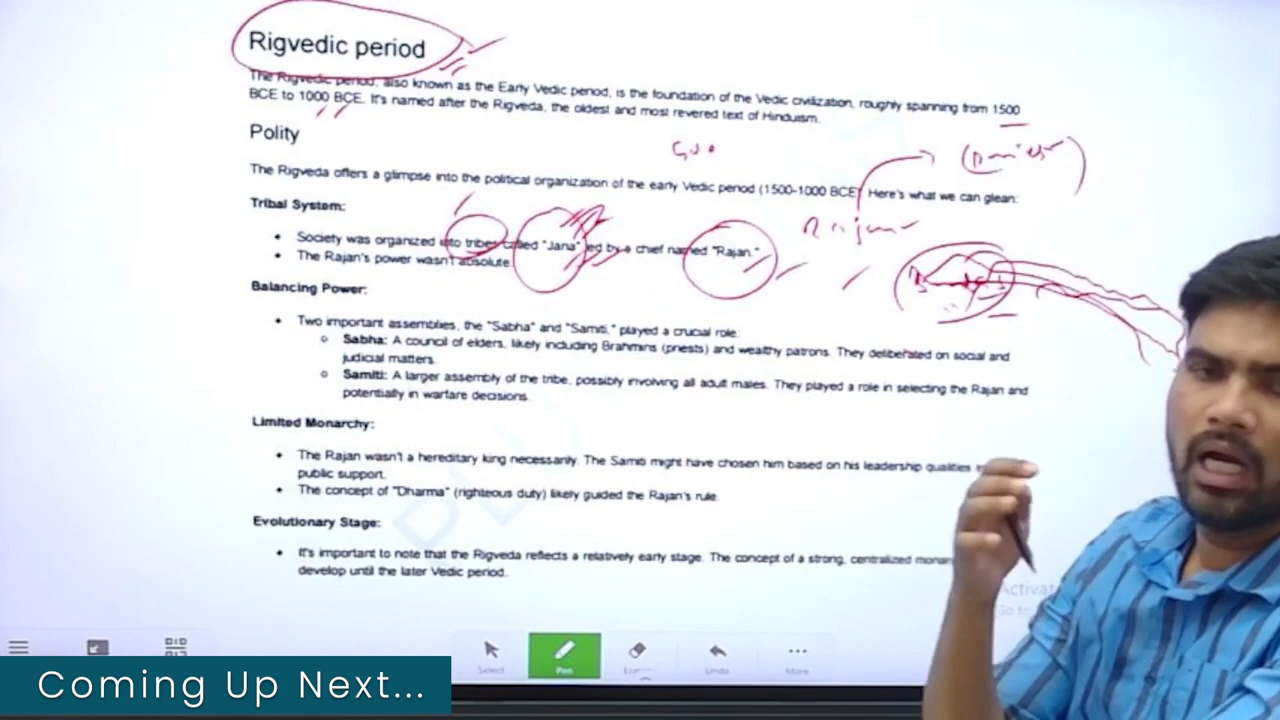 Rigvedic period
The Rigvedic period, also known as the Early Vedic period, is the foundation of the Vedic civilization, roughly spanning from 1500
BCE to 1000 BCE. It's named after the Rigveda, the oldest and most revered text of Hinduism.
Polity
The Rigveda offers a glimpse into the political organization of the early Vedic period (1500-1000 BCE). Here's what we can glean:
Tribal System:
Rajan
• Society was organized into tribes called "Jana" led by a chief named "Rajan."
• The Rajan's power wasn't absolute.
Balancing Power:
• Two important assemblies, the "Sabha" and "Samiti," played a crucial role:
o Sabha: A council of elders, likely including Brahmins (priests) and wealthy patrons. They deliberated on social and
judicial matters.
o Samiti: A larger assembly of the tribe, possibly involving all adult males. They played a role in selecting the Rajan and
potentially in warfare decisions.
Limited Monarchy:
• The Rajan wasn't a hereditary king necessarily. The Samiti might have chosen him based on his leadership qualities
public support.
• The concept of "Dharma" (righteous duty) likely guided the Rajan's rule.
Evolutionary Stage:
• It's important to note that the Rigveda reflects a relatively early stage. The concept of a strong, centralized
develop until the later Vedic period.
Activat
Go to
Select
Pen
Undo
More
Coming Up Next...